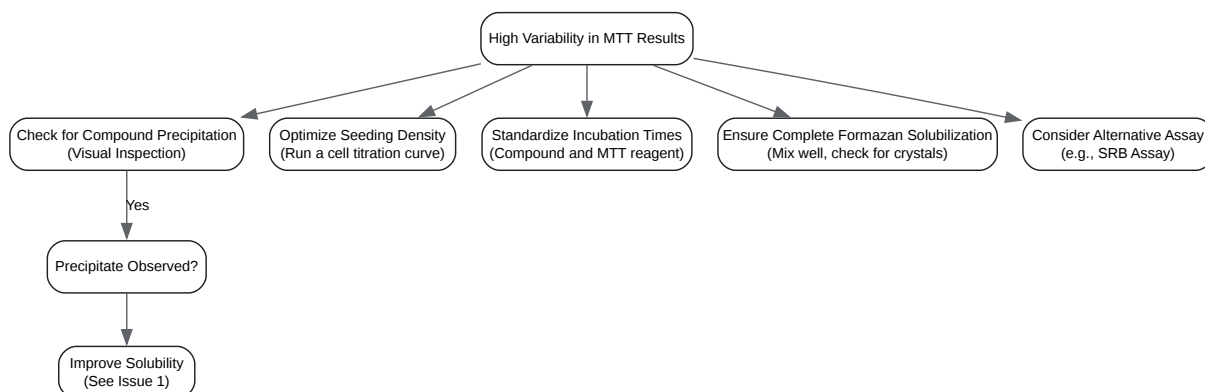 High Variability in MTT Results
Check for Compound Precipitation
(Visual Inspection)
Optimize Seeding Density
(Run a cell titration curve)
Standardize Incubation Times
(Compound and MTT reagent)
Ensure Complete Formazan Solubilization
(Mix well, check for crystals)
Consider Alternative Assay
(e.g., SRB Assay)
Yes
Precipitate Observed?
Improve Solubility
(See Issue 1)